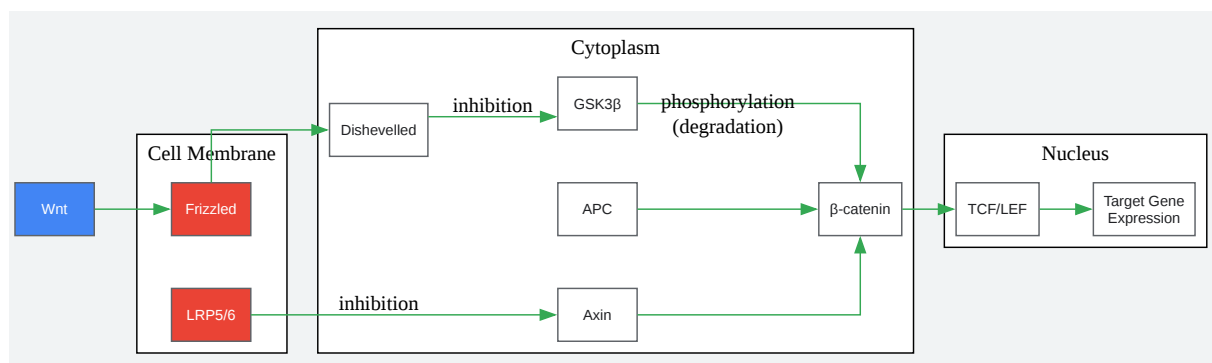 Cytoplasm
GSK3β
inhibition
phosphorylation
(degradation)
Dishevelled
Cell Membrane
Nucleus
Wnt
Frizzled
APC
β-catenin
TCF/LEF
Target Gene
Expression
inhibition
LRP5/6
Axin